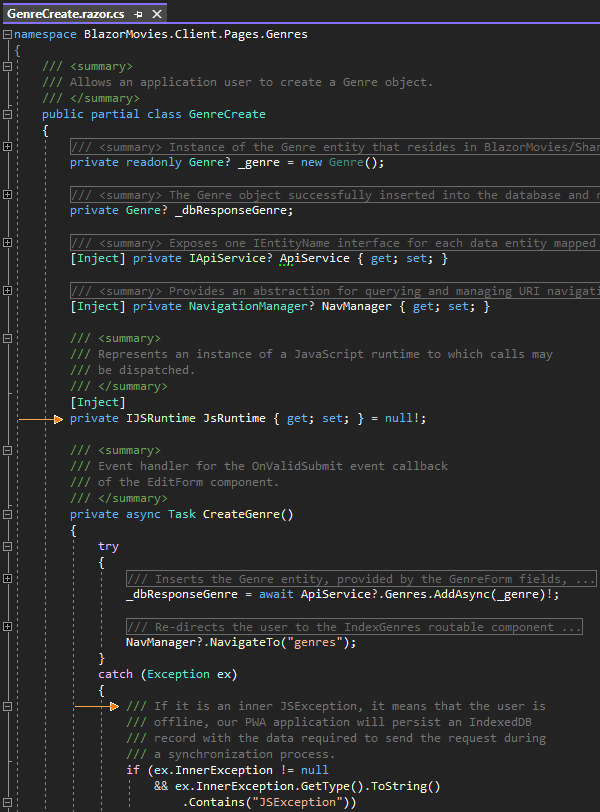 GenreCreate.razor.cs
namespace BlazorMovies.Client.Pages.Genres
{
/// <summary>
/// Allows an application user to create a Genre object.
/// </summary>
public partial class GenreCreate
{
/// <summary> Instance of the Genre entity that resides in BlazorMovies/Sha
private readonly Genre? _genre = new Genre();
/// <summary> The Genre object successfully inserted into the database and
private Genre? _dbResponseGenre;
/// <summary> Exposes one IEntityName interface for each data entity mapped
[Inject] private IApiService? ApiService { get; set; }
/// <summary> Provides an abstraction for querying and managing URI navigati
[Inject] private NavigationManager? NavManager { get; set; }
/// <summary>
/// Represents an instance of a JavaScript runtime to which calls may
/// be dispatched.
/// </summary>
[Inject]
private IJSRuntime JsRuntime { get; set; } = null!;
/// <summary>
/// Event handler for the OnValidSubmit event callback
/// of the EditForm component.
/// </summary>
private async Task CreateGenre()
{
try
{
/// Inserts the Genre entity, provided by the GenreForm fields, ...
_dbResponseGenre = await ApiService?.Genres.AddAsync(_genre)!;
/// Re-directs the user to the IndexGenres routable component ...
NavManager?.NavigateTo("genres");
}
catch (Exception ex)
{
/// If it is an inner JSException, it means that the user is
/// offline, our PWA application will persist an IndexedDB
/// record with the data required to send the request during
/// a synchronization process.
if (ex.InnerException != null
&& ex.InnerException.GetType().ToString()
.Contains("JSException"))